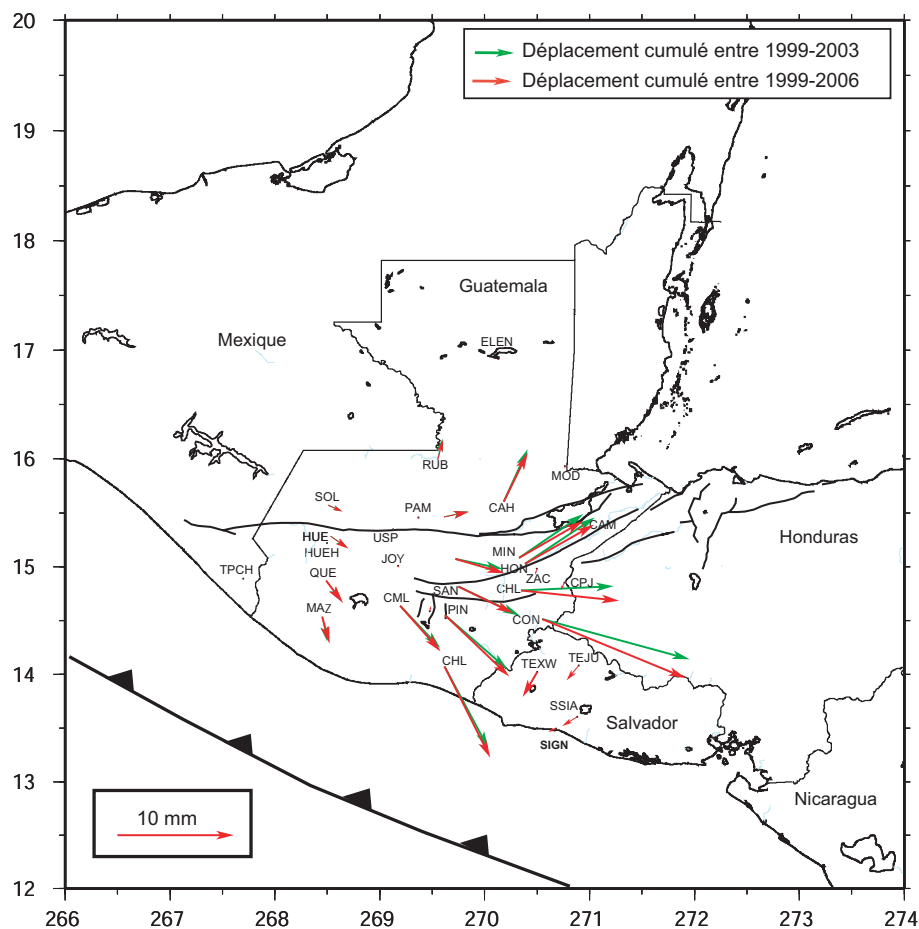 20
Déplacement cumulé entre 1999-2003
Déplacement cumulé entre 1999-2006
19
18
Guatemala
17
Mexique
ELEN
16
RUB
MOD
SOL
PAM
CAH
CAM
15
HUE
USP
HUEH
MIN
JOY
HON
TPCH
QUE
ZAC
CPJ
Honduras
CML
SAN
CHL
MAZ
PIN
CON
14
CHL
TEXW
TEJU
SSIA
Salvador
SIGN
13
10 mm
Nicaragua
12
266 267 268 269 270 271 272 273 274